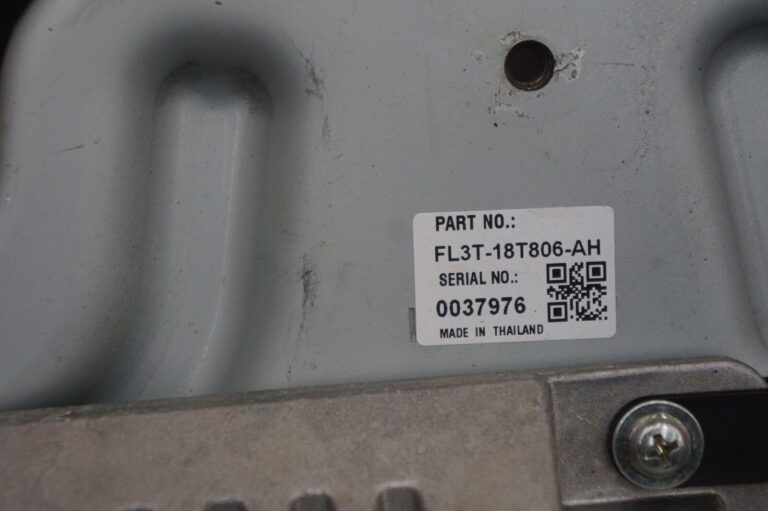 PART NO.:
FL3T-18T806-AH
SERIAL NO.:
0037976
MADE IN THAILAND